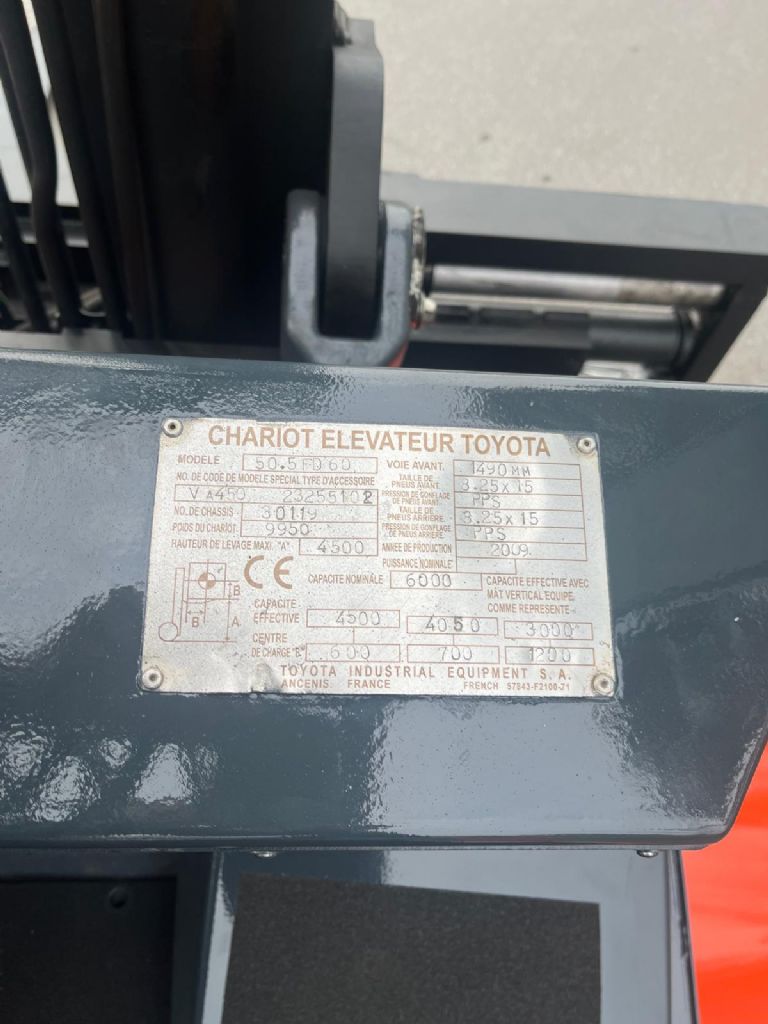 CHARIOT ELEVATEUR TOYOTA
MODELE 50.5FD60 VOIE AVANT. 1490MM
NO. DE CODE DE MODELE SPECIAL TYPE D'ACCESSOIRE TAILLE DE PNEUS AVANT. 8.25x15
VA450 23255102 PRESSION DE GONFLAGE DE PNEUS AVANT. PPS
NO. DE CHASSIS 30119 TAILLE DE PNEUS ARRIERE. 8.25x15
POIDS DU CHARIOT. 9950 PRESSION DE GONFLAGE DE PNEUS ARRIERE. PPS
HAUTEUR DE LEVAGE MAXI. "A" 4500 ANNEE DE PRODUCTION 2009
PUISSANCE NOMINALE
CE CAPACITE NOMINALE 6000 CAPACITE EFFECTIVE AVEC MAT VERTICAL EQUIPE. COMME REPRESENTE
B
B A
CAPACITE EFFECTIVE 4500 4050 3000
CENTRE DE CHARGE "B" 600 700 1200
TOYOTA INDUSTRIAL EQUIPMENT S. A.
ANCENIS FRANCE FRENCH 57843-F2100-71